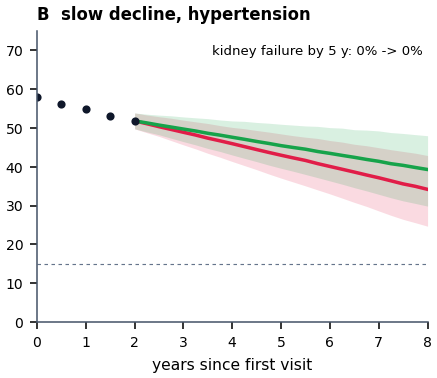 B  slow decline, hypertension
kidney failure by 5 y: 0% -> 0%
70
60
50
40
30
20
10
0
0 1 2 3 4 5 6 7 8
years since first visit